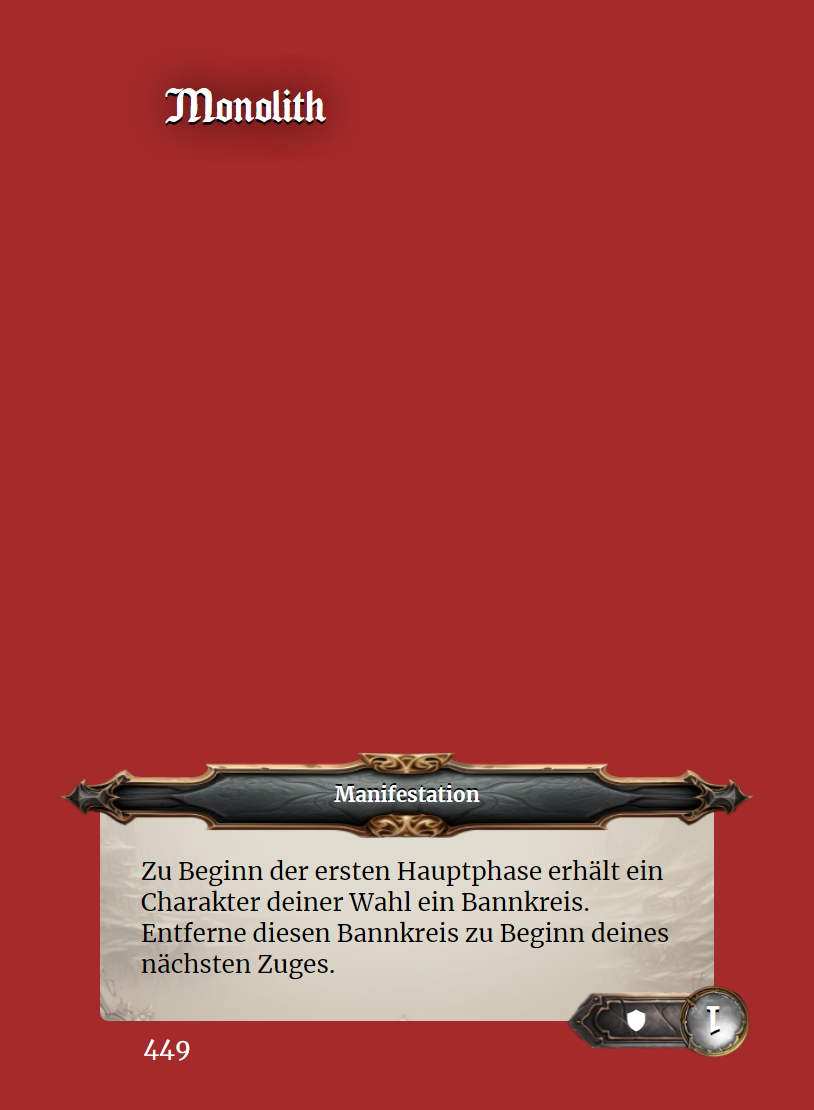 Monolith
Manifestation
Zu Beginn der ersten Hauptphase erhält ein
Charakter deiner Wahl ein Bannkreis.
Entferne diesen Bannkreis zu Beginn deines
nächsten Zuges.
1
449